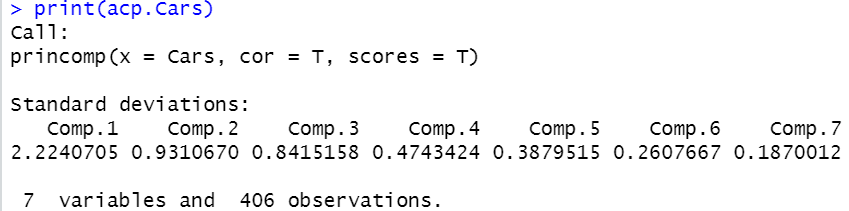 > print(acp.Cars)
Call:
princomp(x = Cars, cor = T, scores = T)

Standard deviations:
   Comp.1    Comp.2    Comp.3    Comp.4    Comp.5    Comp.6    Comp.7
2.2240705 0.9310670 0.8415158 0.4743424 0.3879515 0.2607667 0.1870012

 7  variables and  406 observations.